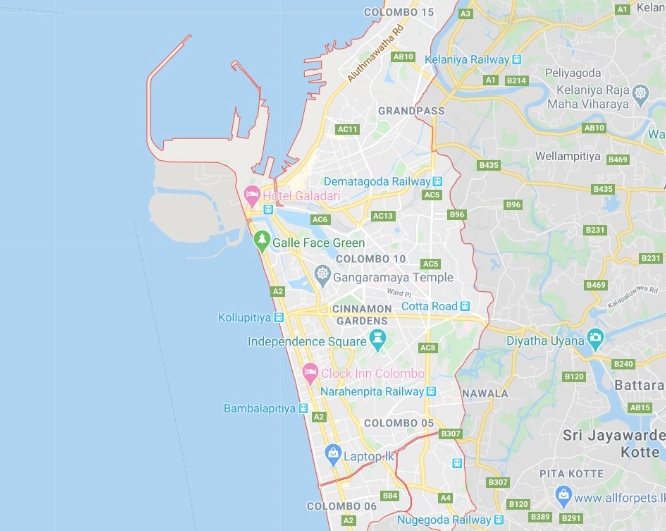 COLOMBO 15
A3
A1
Kelan
Aluthmawatha Rd
AB10
Kelaniya Railway
A1
B214
Peliyagoda
Kelaniya Raja
Maha Viharaya
GRANDPASS
AC11
AB10
Wa
Wellampitiya
B435
B469
Dematagoda Railway
B435
AC5
Hotel Galadari
B96
B96
AC6
AC13
B231
Galle Face Green
COLOMBO 10
AC5
B231
Gangaramaya Temple
B469
A2
Ward Pl
Cotta Road
Kalapaluwawa Rd
Kollupitiya
CINNAMON
GARDENS
Independence Square
AC8
Diyatha Uyana
B240
Clock Inn Colombo
B120
Battara
Narahenpita Railway
NAWALA
Bambalapitiya
A2
AB15
COLOMBO 05
B307
Sri Jayawarde
Kotte
Laptop.lk
PITA KOTTE
B307
B84
A4
www.allforpets.l
COLOMBO 06
B120
B389
B291
A2
Nugegoda Railway